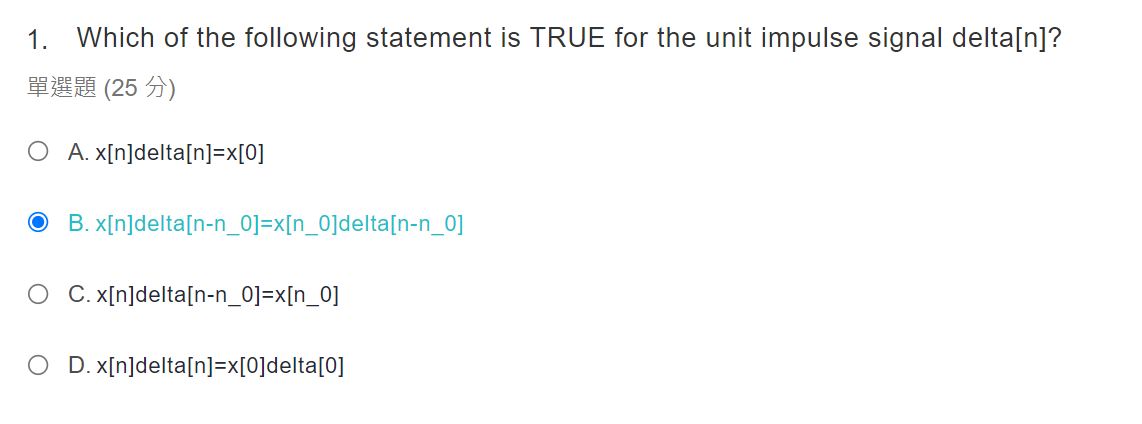 1. Which of the following statement is TRUE for the unit impulse signal delta[n]?
單選題 (25 分)
A. x[n]delta[n]=x[0]
B. x[n]delta[n-n_0]=x[n_0]delta[n-n_0]
C. x[n]delta[n-n_0]=x[n_0]
D. x[n]delta[n]=x[0]delta[0]